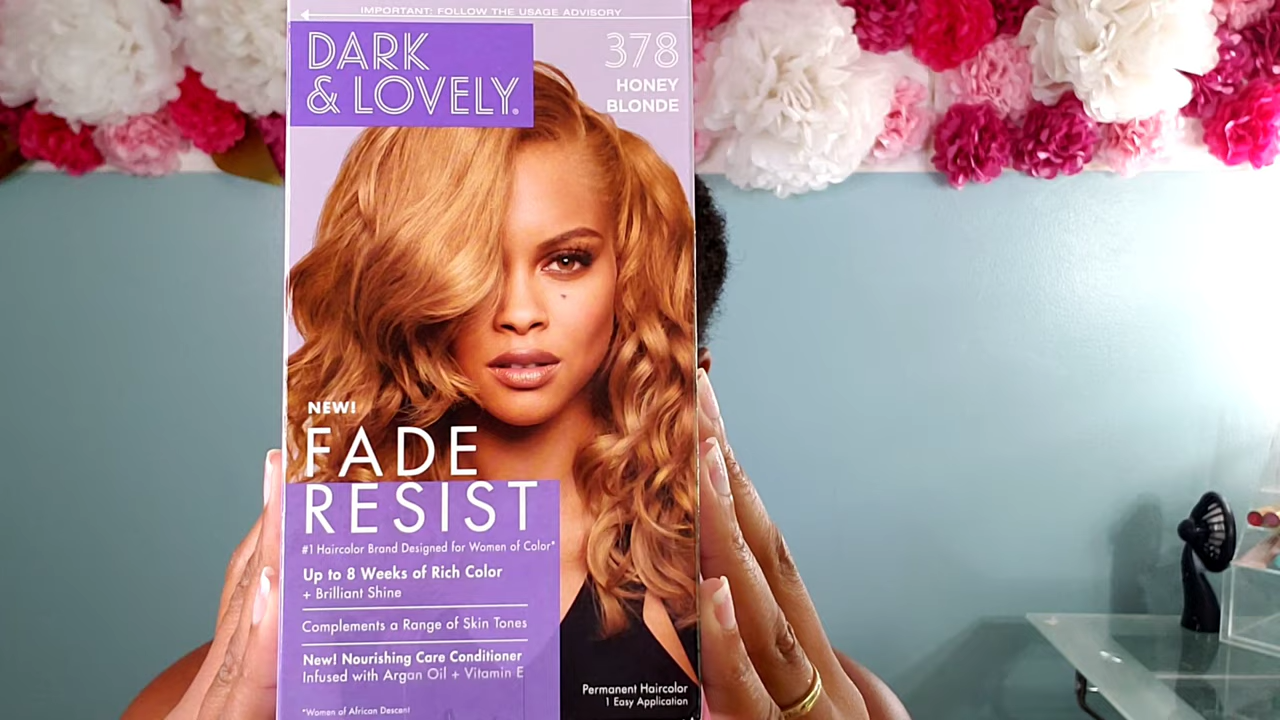 IMPORTANT: FOLLOW THE USAGE ADVISORY
DARK
& LOVELY®
378
HONEY
BLONDE
NEW!
FADE
RESIST
#1 Haircolor Brand Designed for Women of Color*
Up to 8 Weeks of Rich Color
+ Brilliant Shine
Complements a Range of Skin Tones
New! Nourishing Care Conditioner
Infused with Argan Oil + Vitamin E
*Women of African Descent
Permanent Haircolor
1 Easy Application